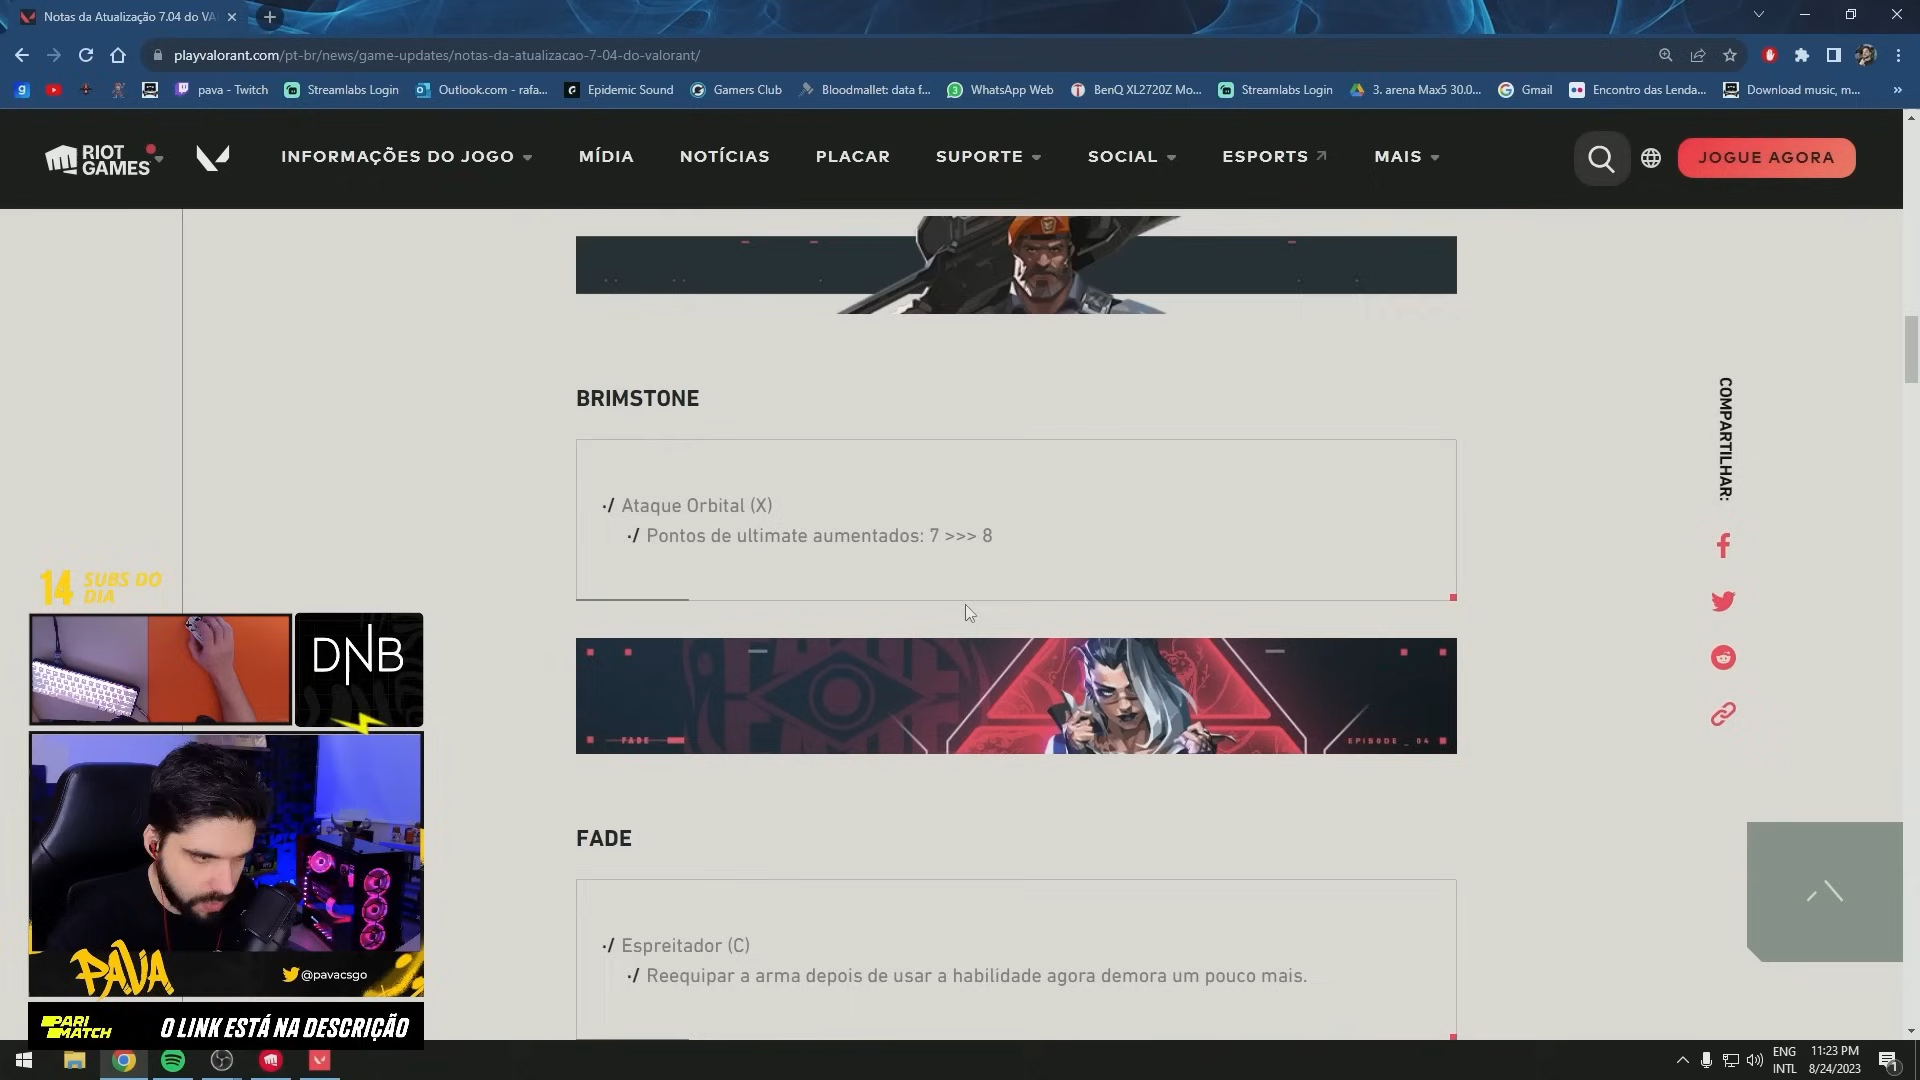 Notas da Atualização 7.04 do VA
playvalorant.com/pt-br/news/game-updates/notas-da-atualizacao-7-04-do-valorant/
pava - Twitch
Streamlabs Login
Outlook.com - rafa...
Epidemic Sound
Gamers Club
Bloodmallet: data f...
WhatsApp Web
BenQ XL2720Z Mo...
Streamlabs Login
3. arena Max5 30.0...
Gmail
Encontro das Lenda...
Download music, m...
»
RIOT
GAMES
INFORMAÇÕES DO JOGO
MÍDIA
NOTÍCIAS
PLACAR
SUPORTE
SOCIAL
ESPORTS
MAIS
JOGUE AGORA
BRIMSTONE
·/ Ataque Orbital (X)
·/ Pontos de ultimate aumentados: 7 >>> 8
COMPARTILHAR:
FADE
EPISODE _ 04
FADE
·/ Espreitador (C)
·/ Reequipar a arma depois de usar a habilidade agora demora um pouco mais.
14 SUBS DO
DIA
DNB
PAVA
@pavacsgo
PARI
MATCH
O LINK ESTÁ NA DESCRIÇÃO
ENG
INTL
11:23 PM
8/24/2023
1